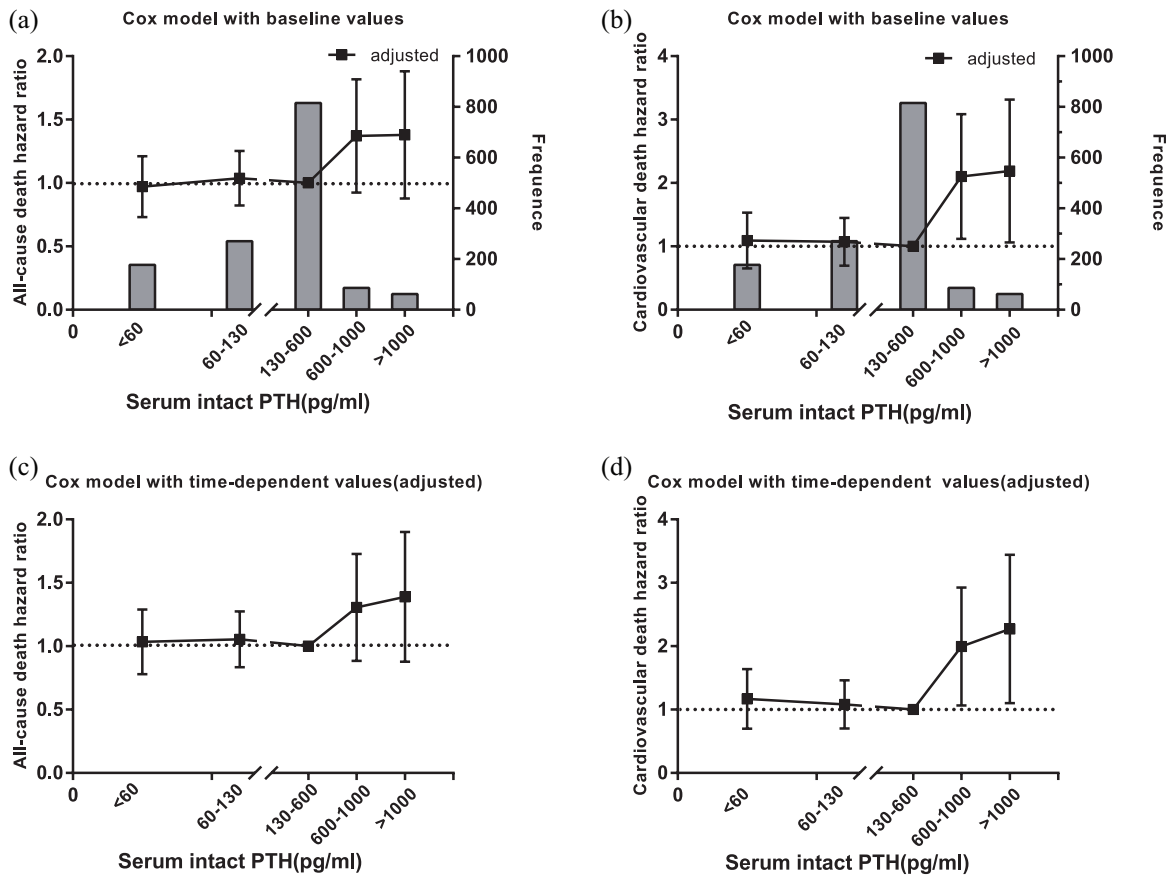 (a)
Cox model with baseline values
adjusted
All-cause death hazard ratio
2.0
1.5
1.0
0.5
0.0
1000
800
600
400
200
0
Frequence
0
<60
60-130
130-600
600-1000
>1000
Serum intact PTH(pg/ml)
(b)
Cox model with baseline values
adjusted
Cardiovascular death hazard ratio
4
3
2
1
0
1000
800
600
400
200
0
Frequence
0
<60
60-130
130-600
600-1000
>1000
Serum intact PTH(pg/ml)
(c)
Cox model with time-dependent values(adjusted)
All-cause death hazard ratio
2.0
1.5
1.0
0.5
0.0
0
<60
60-130
130-600
600-1000
>1000
Serum intact PTH(pg/ml)
(d)
Cox model with time-dependent values(adjusted)
Cardiovascular death hazard ratio
4
3
2
1
0
0
<60
60-130
130-600
600-1000
>1000
Serum intact PTH(pg/ml)